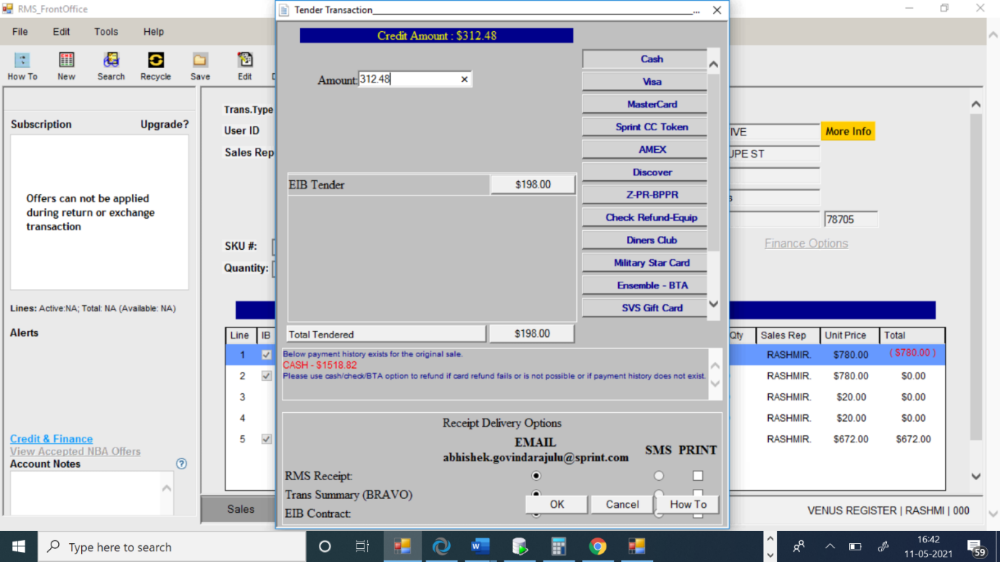 RMS_FrontOffice
Tender Transaction_ ...
File Edit Tools Help
How To New Search Recycle Save Edit
Credit Amount : $312.48
Amount: 312.48
Cash
Visa
MasterCard
Sprint CC Token
AMEX
Discover
Z-PR-BPPR
Check Refund-Equip
Diners Club
Military Star Card
Ensemble - BTA
SVS Gift Card
EIB Tender $198.00
Total Tendered $198.00
Below payment history exists for the original sale.
CASH - $1518.82
Please use cash/check/BTA option to refund if card refund fails or is not possible or if payment history does not exist.
Receipt Delivery Options
EMAIL
abhishek.govindarajulu@sprint.com
SMS PRINT
RMS Receipt:
Trans Summary (BRAVO)
EIB Contract:
OK Cancel How To
Subscription Upgrade?
Offers can not be applied
during return or exchange
transaction
Lines: Active:NA; Total: NA (Available: NA)
Alerts
Credit & Finance
View Accepted NBA Offers
Account Notes
Trans.Type
User ID
Sales Rep
SKU #:
Quantity:
IVE More Info
UPE ST
78705
Finance Options
Line IB Qty Sales Rep Unit Price Total
1 RASHMIR. $780.00 ( $780.00 )
2 RASHMIR. $780.00 $0.00
3 RASHMIR. $20.00 $0.00
4 RASHMIR. $20.00 $0.00
5 RASHMIR. $672.00 $672.00
Sales
VENUS REGISTER | RASHMI | 000
Type here to search
16:42
11-05-2021
59